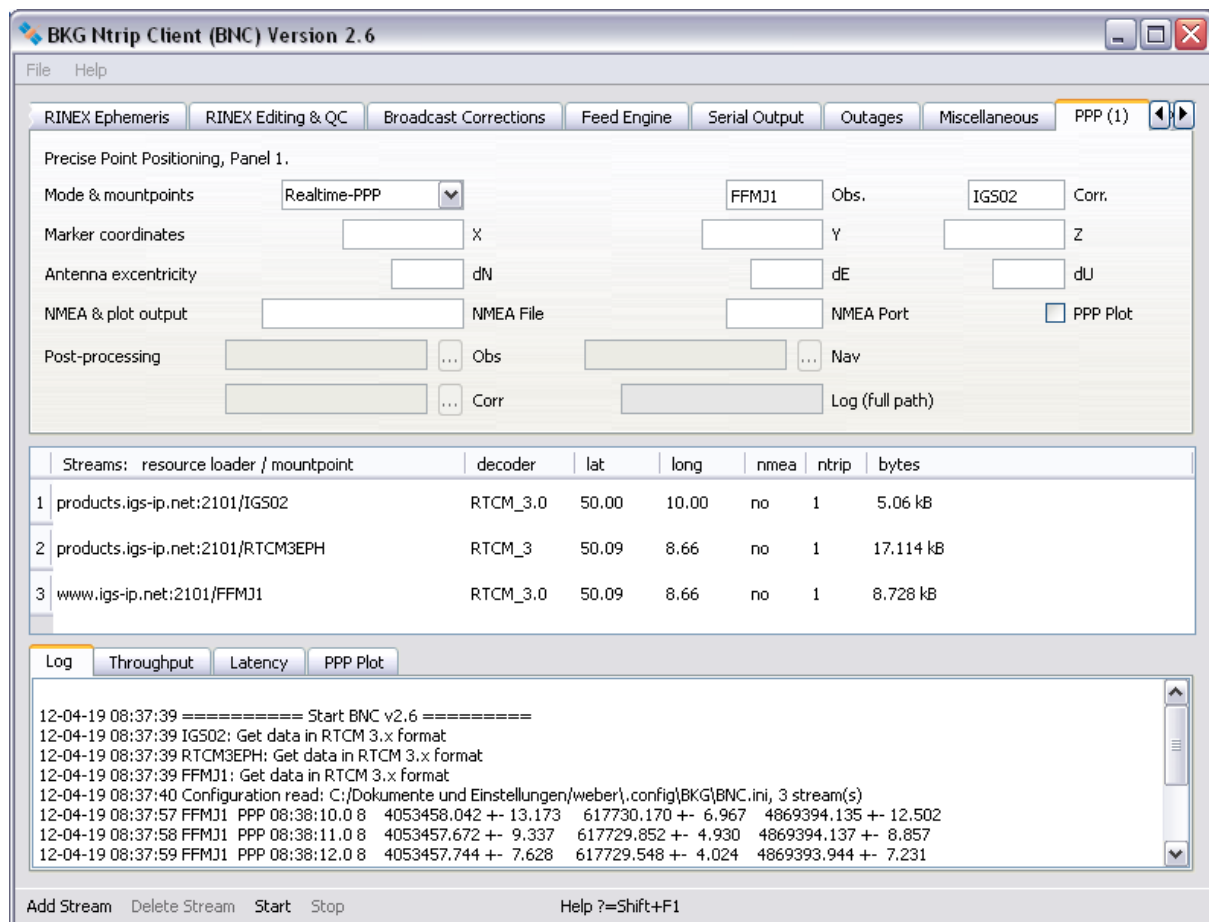 BKG Ntrip Client (BNC) Version 2.6
File Help
RINEX Ephemeris RINEX Editing & QC Broadcast Corrections Feed Engine Serial Output Outages Miscellaneous PPP (1)
Precise Point Positioning, Panel 1.
Mode & mountpoints Realtime-PPP FFMJ1 Obs. IGS02 Corr.
Marker coordinates X Y Z
Antenna excentricity dN dE dU
NMEA & plot output NMEA File NMEA Port PPP Plot
Post-processing ... Obs ... Nav
... Corr Log (full path)
Streams: resource loader / mountpoint decoder lat long nmea ntrip bytes
1 products.igs-ip.net:2101/IGS02 RTCM_3.0 50.00 10.00 no 1 5.06 kB
2 products.igs-ip.net:2101/RTCM3EPH RTCM_3 50.09 8.66 no 1 17.114 kB
3 www.igs-ip.net:2101/FFMJ1 RTCM_3.0 50.09 8.66 no 1 8.728 kB
Log Throughput Latency PPP Plot
12-04-19 08:37:39 ========== Start BNC v2.6 =========
12-04-19 08:37:39 IGS02: Get data in RTCM 3.x format
12-04-19 08:37:39 RTCM3EPH: Get data in RTCM 3.x format
12-04-19 08:37:39 FFMJ1: Get data in RTCM 3.x format
12-04-19 08:37:40 Configuration read: C:/Dokumente und Einstellungen/weber\.config\BKG\BNC.ini, 3 stream(s)
12-04-19 08:37:57 FFMJ1 PPP 08:38:10.0 8 4053458.042 +- 13.173 617730.170 +- 6.967 4869394.135 +- 12.502
12-04-19 08:37:58 FFMJ1 PPP 08:38:11.0 8 4053457.672 +- 9.337 617729.852 +- 4.930 4869394.137 +- 8.857
12-04-19 08:37:59 FFMJ1 PPP 08:38:12.0 8 4053457.744 +- 7.628 617729.548 +- 4.024 4869393.944 +- 7.231
Add Stream Delete Stream Start Stop Help ?=Shift+F1